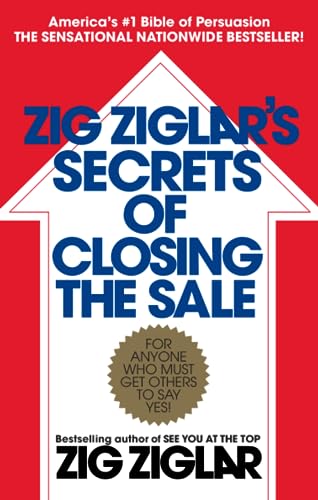 America's #1 Bible of Persuasion
THE SENSATIONAL NATIONWIDE BESTSELLER!
ZIG ZIGLAR'S
SECRETS
OF
CLOSING
THE SALE
FOR
ANYONE
WHO MUST
GET OTHERS
TO SAY
YES!
Bestselling author of SEE YOU AT THE TOP
ZIG ZIGLAR